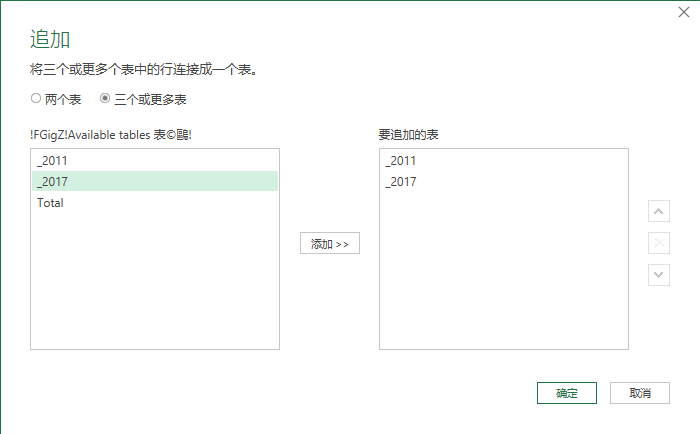 追加
将三个或更多个表中的行连接成一个表。
两个表 三个或更多表
!FGigZ!Available tables 表©鷗!
_2011
_2017
Total
添加 >>
要追加的表
_2011
_2017
确定 取消